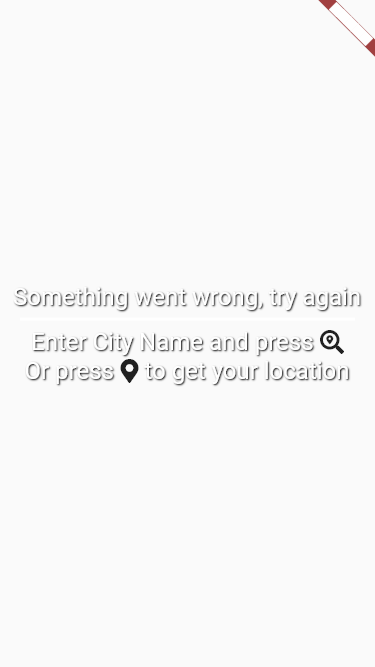 Something went wrong, try again
Enter City Name and press
Or press to get your location